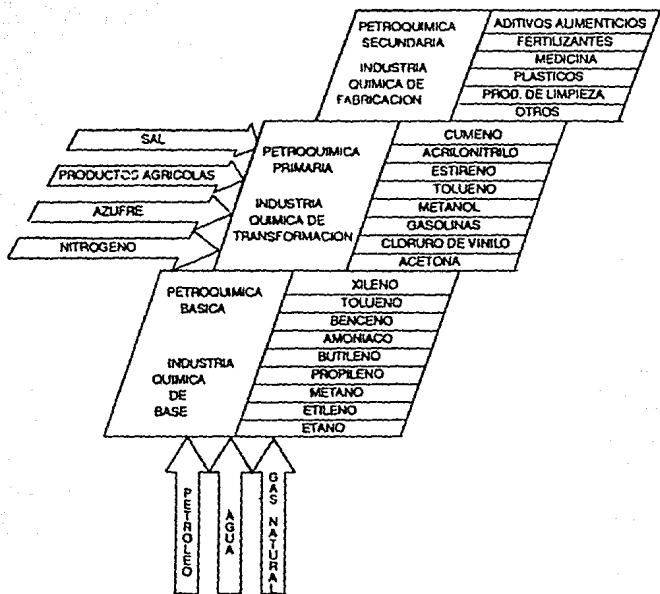 PETROQUIMICA
SECUNDARIA
INDUSTRIA
QUIMICA DE
FABRICACION
ADITIVOS ALIMENTICIOS
FERTILIZANTES
MEDICINA
PLASTICOS
PROD. DE LIMPIEZA
OTROS
SAL
PRODUCTOS AGRICOLAS
AZUFRE
NITROGENO
PETROQUIMICA
PRIMARIA
INDUSTRIA
QUIMICA DE
TRANSFORMACION
CUMENO
ACRILONITRILO
ESTIRENO
TOLUENO
METANOL
GASOLINAS
CLORURO DE VINILO
ACETONA
PETROQUIMICA
BASICA
INDUSTRIA
QUIMICA
DE
BASE
XILENO
TOLUENO
BENCENO
AMONIACO
BUTILENO
PROPILENO
METANO
ETILENO
ETANO
PETROLEO
AGUA
GAS NATURAL